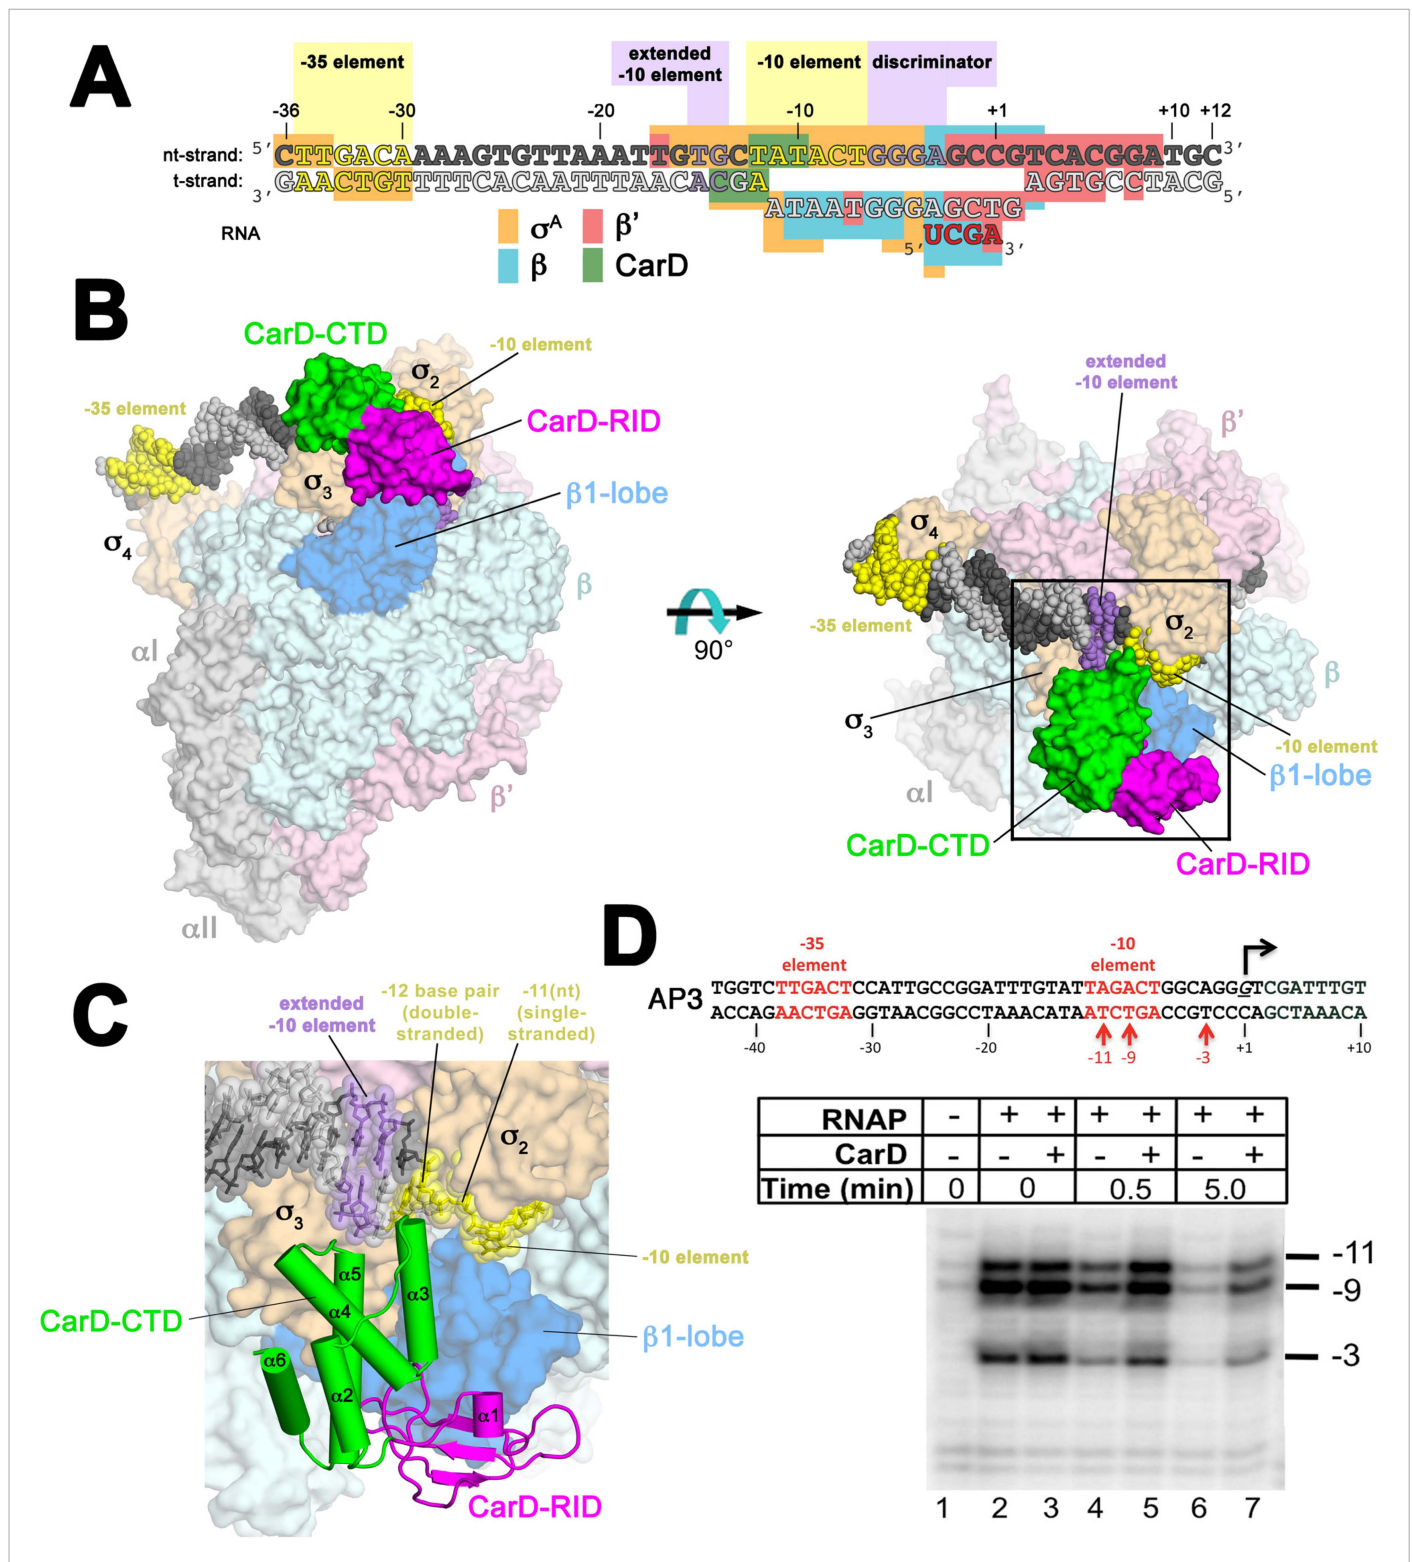 A
-35 element
extended
-10 element
-10 element
discriminator
-36
-30
-20
-10
+1
+10
+12
nt-strand: 5' CTTGACAAAAGTGTTAAATTGTGCTATACTGGGAGCCGTCACGGATGC 3'
t-strand: 3' GAACTGTTTTCACAATTTAACACGA AGTGCCTACG 5'
ATAATGGGAGCTG
RNA
5' UCGA 3'
σA
β'
β
CarD
B
CarD-CTD
-10 element
σ2
-35 element
CarD-RID
σ3
β1-lobe
σ4
β
αI
β'
αII
90°
extended
-10 element
β'
σ4
-35 element
σ2
β
σ3
-10 element
β1-lobe
αI
CarD-CTD
CarD-RID
C
extended
-10 element
-12 base pair
(double-
stranded)
-11(nt)
(single-
stranded)
σ2
σ3
-10 element
α5
α4
α3
CarD-CTD
β1-lobe
α6
α2
α1
CarD-RID
D
-35
element
-10
element
AP3
TGGTCTTGACTCCATTGCCGGATTTGTATTAGACTGGCAGGGTCGATTTGT
ACCAGAACTGAGGTAACGGCCTAAACATAATCTGACCGTCCCAGCTAAACA
-40
-30
-20
-11
-9
-3
+1
+10
RNAP - + + + + + +
CarD - - + - + - +
Time (min) 0 0 0.5 5.0
-11
-9
-3
1 2 3 4 5 6 7